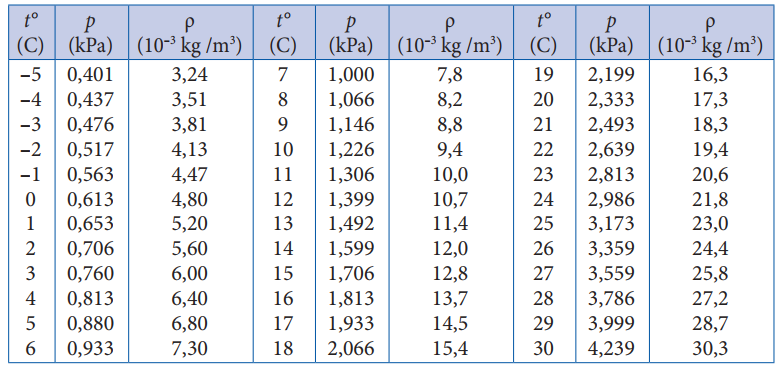 t° p ρ t° p ρ t° p ρ
(C) (kPa) (10⁻³ kg /m³) (C) (kPa) (10⁻³ kg /m³) (C) (kPa) (10⁻³ kg /m³)
–5 0,401 3,24 7 1,000 7,8 19 2,199 16,3
–4 0,437 3,51 8 1,066 8,2 20 2,333 17,3
–3 0,476 3,81 9 1,146 8,8 21 2,493 18,3
–2 0,517 4,13 10 1,226 9,4 22 2,639 19,4
–1 0,563 4,47 11 1,306 10,0 23 2,813 20,6
0 0,613 4,80 12 1,399 10,7 24 2,986 21,8
1 0,653 5,20 13 1,492 11,4 25 3,173 23,0
2 0,706 5,60 14 1,599 12,0 26 3,359 24,4
3 0,760 6,00 15 1,706 12,8 27 3,559 25,8
4 0,813 6,40 16 1,813 13,7 28 3,786 27,2
5 0,880 6,80 17 1,933 14,5 29 3,999 28,7
6 0,933 7,30 18 2,066 15,4 30 4,239 30,3